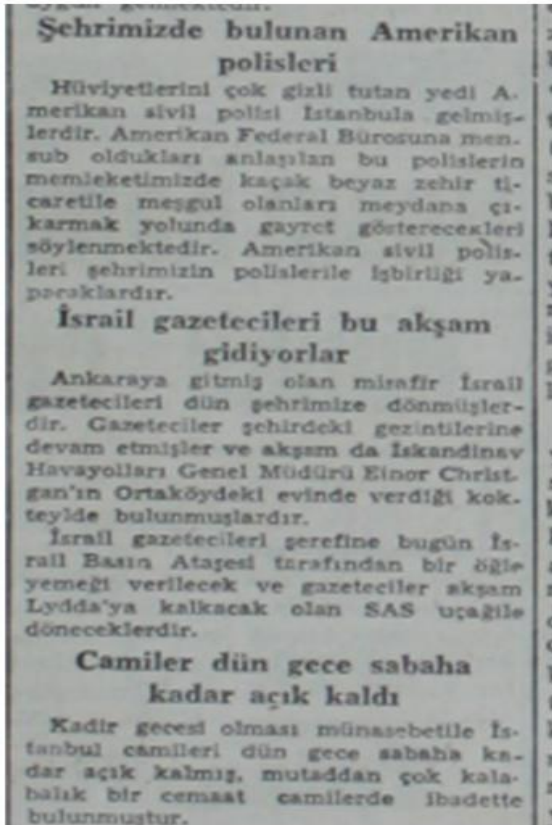 Şehrimizde bulunan Amerikan
polisleri
Hüviyetlerini çok gizli tutan yedi A-
merikan sivil polisi İstanbula gelmiş-
lerdir. Amerikan Federal Bürosuna men-
sub oldukları anlaşılan bu polislerin
memleketimizde kaçak beyaz zehir ti-
caretile meşgul olanları meydana çı-
karmak yolunda gayret gösterecekleri
söylenmektedir. Amerikan sivil polis-
leri şehrimizin polislerile işbirliği ya-
pacaklardır.
İsrail gazetecileri bu akşam
gidiyorlar
Ankaraya gitmiş olan misafir İsrail
gazetecileri dün şehrimize dönmüşler-
dir. Gazeteciler şehirdeki gezintilerine
devam etmişler ve akşam da İskandinav
Havayolları Genel Müdürü Einor Christ-
gan'ın Ortaköydeki evinde verdiği kok-
teylde bulunmuşlardır.
İsrail gazetecileri şerefine bugün İs-
rail Basın Ataşesi tarafından bir öğle
yemeği verilecek ve gazeteciler akşam
Lydda'ya kalkacak olan SAS uçağile
döneceklerdir.
Camiler dün gece sabaha
kadar açık kaldı
Kadir gecesi olması münasebetile İs-
tanbul camileri dün gece sabaha ka-
dar açık kalmış, mutaddan çok kala-
balık bir cemaat camilerde ibadette
bulunmuştur.